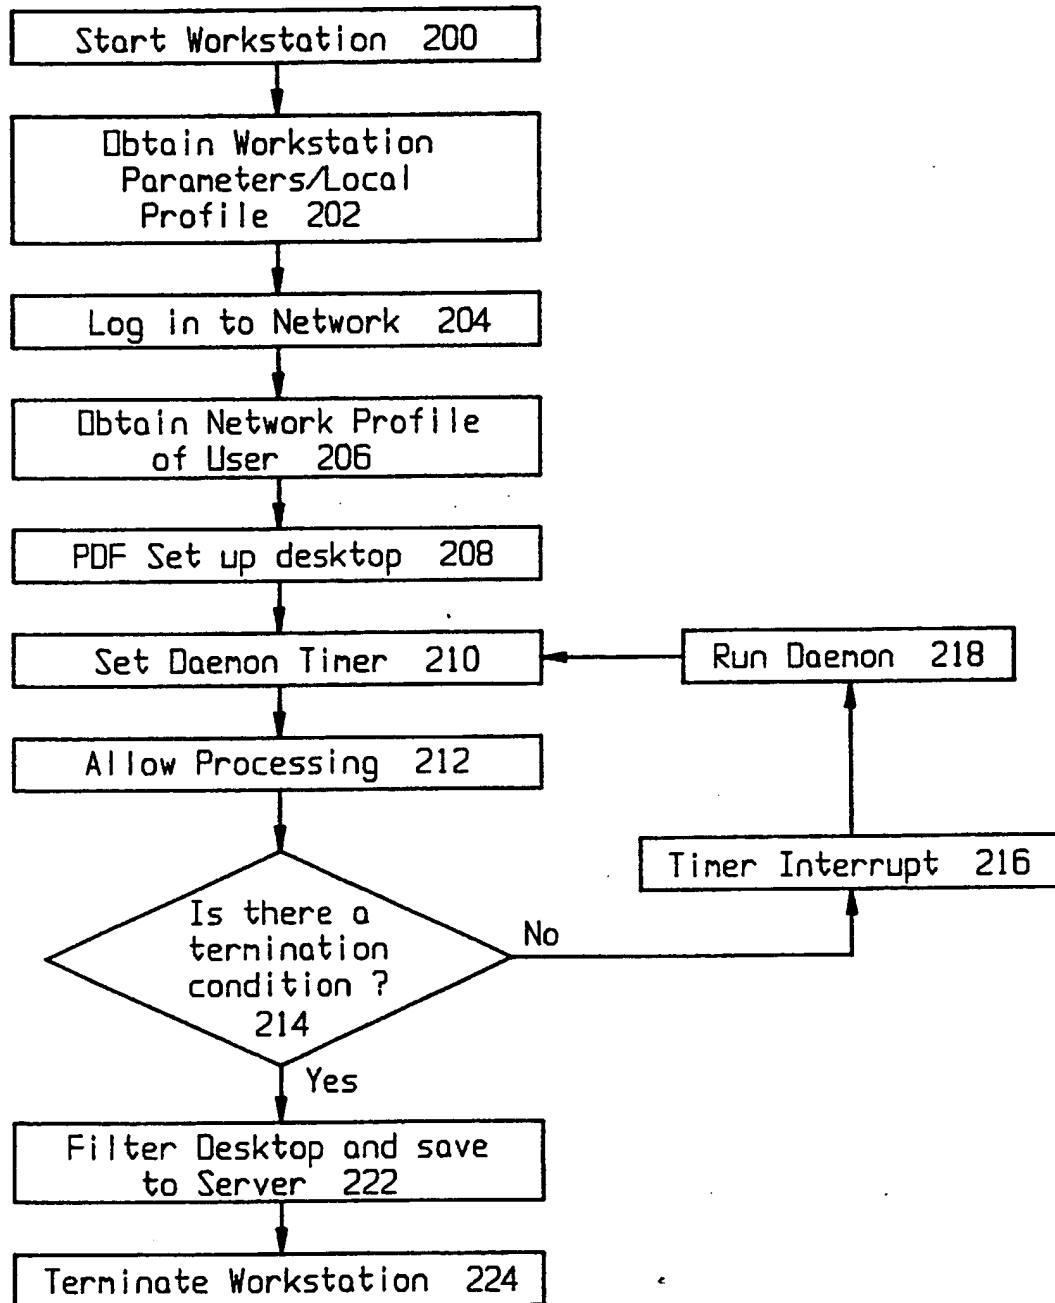 Start Workstation 200
Obtain Workstation
Parameters/Local
Profile 202
Log in to Network 204
Obtain Network Profile
of User 206
PDF Set up desktop 208
Set Daemon Timer 210
Run Daemon 218
Allow Processing 212
Timer Interrupt 216
Is there a
termination
condition ?
214
No
Yes
Filter Desktop and save
to Server 222
Terminate Workstation 224